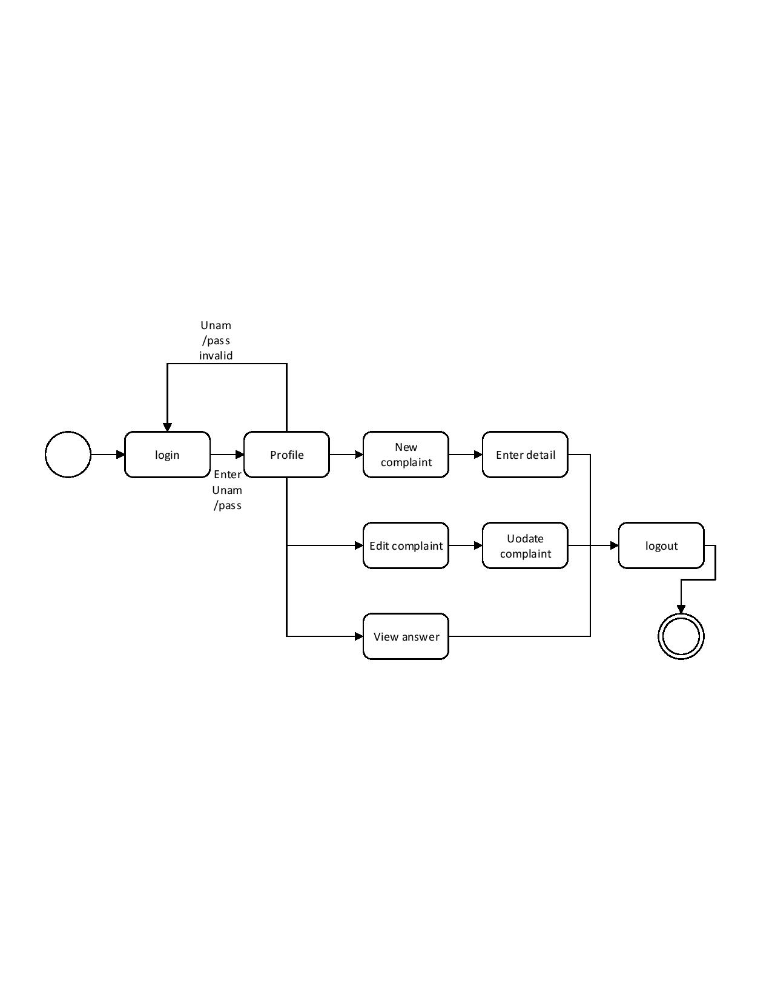 Unam
/pass
invalid
login
Enter
Unam
/pass
Profile
New
complaint
Enter detail
Edit complaint
Uodate
complaint
logout
View answer